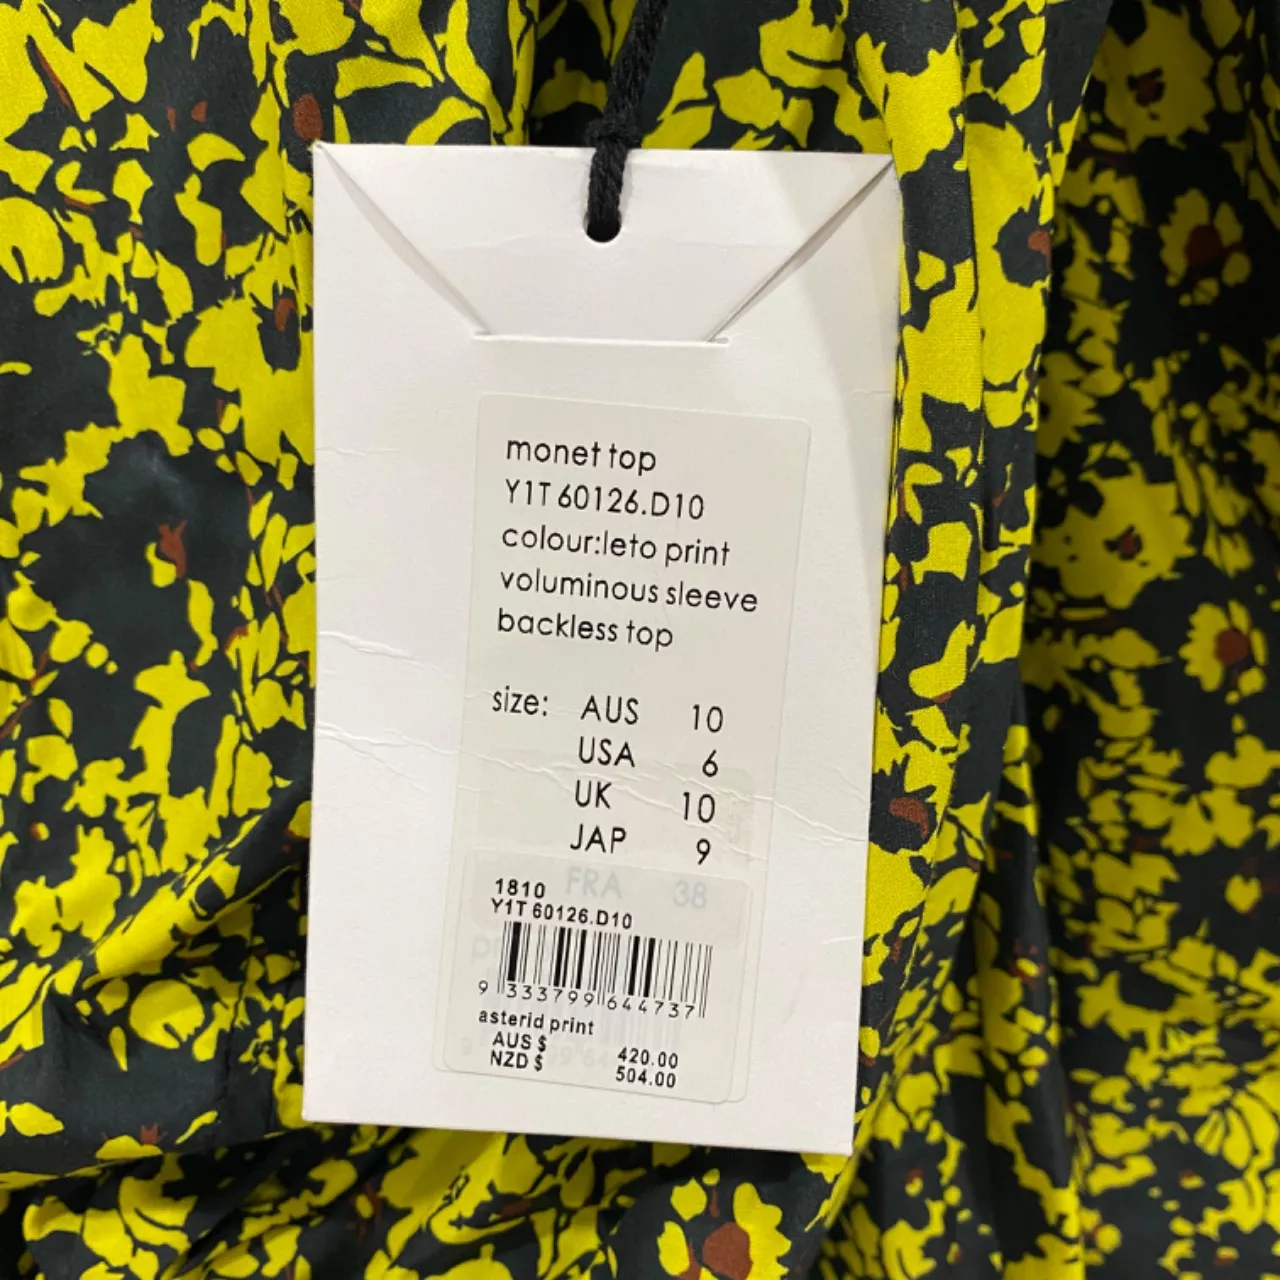 monet top
Y1T 60126.D10
colour:leto print
voluminous sleeve
backless top
size: AUS 10
USA 6
UK 10
JAP 9
FRA 38
1810
Y1T 60126.D10
9 333799 644737
asterid print
AUS $ 420.00
NZD $ 504.00